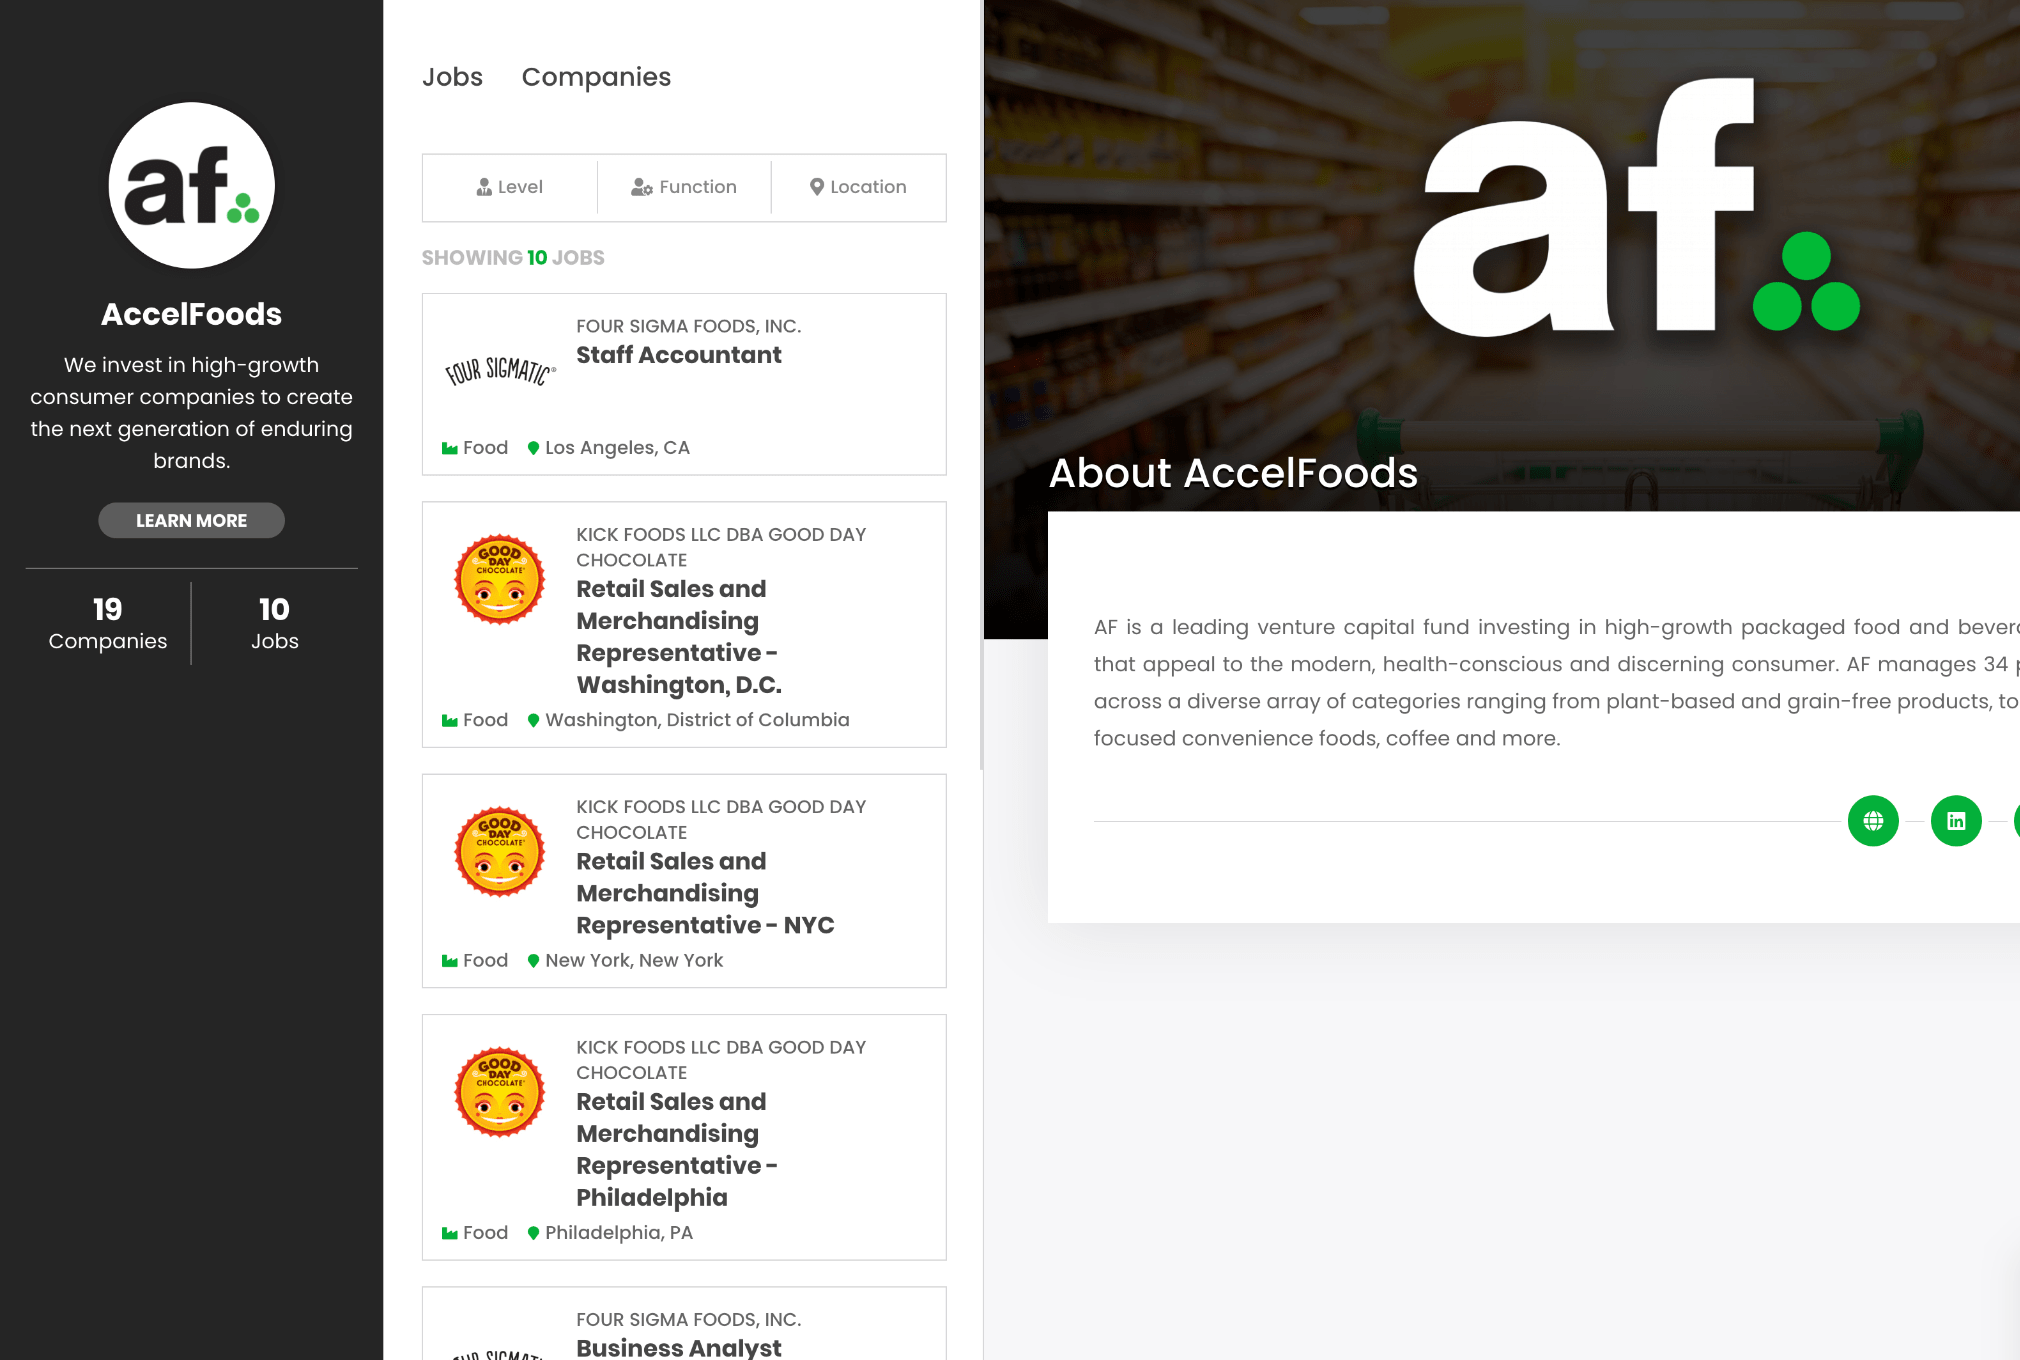 af
AccelFoods
We invest in high-growth
consumer companies to create
the next generation of enduring
brands.
LEARN MORE
19
Companies
10
Jobs
Jobs
Companies
Level
Function
Location
SHOWING 10 JOBS
FOUR SIGMATIC®
FOUR SIGMA FOODS, INC.
Staff Accountant
Food
Los Angeles, CA
GOOD
DAY
CHOCOLATE
KICK FOODS LLC DBA GOOD DAY
CHOCOLATE
Retail Sales and
Merchandising
Representative -
Washington, D.C.
Food
Washington, District of Columbia
GOOD
DAY
CHOCOLATE
KICK FOODS LLC DBA GOOD DAY
CHOCOLATE
Retail Sales and
Merchandising
Representative - NYC
Food
New York, New York
GOOD
DAY
CHOCOLATE
KICK FOODS LLC DBA GOOD DAY
CHOCOLATE
Retail Sales and
Merchandising
Representative -
Philadelphia
Food
Philadelphia, PA
FOUR SIGMA FOODS, INC.
Business Analyst
af
About AccelFoods
AF is a leading venture capital fund investing in high-growth packaged food and
that appeal to the modern, health-conscious and discerning consumer. AF manages 34
across a diverse array of categories ranging from plant-based and grain-free products, to
focused convenience foods, coffee and more.
in